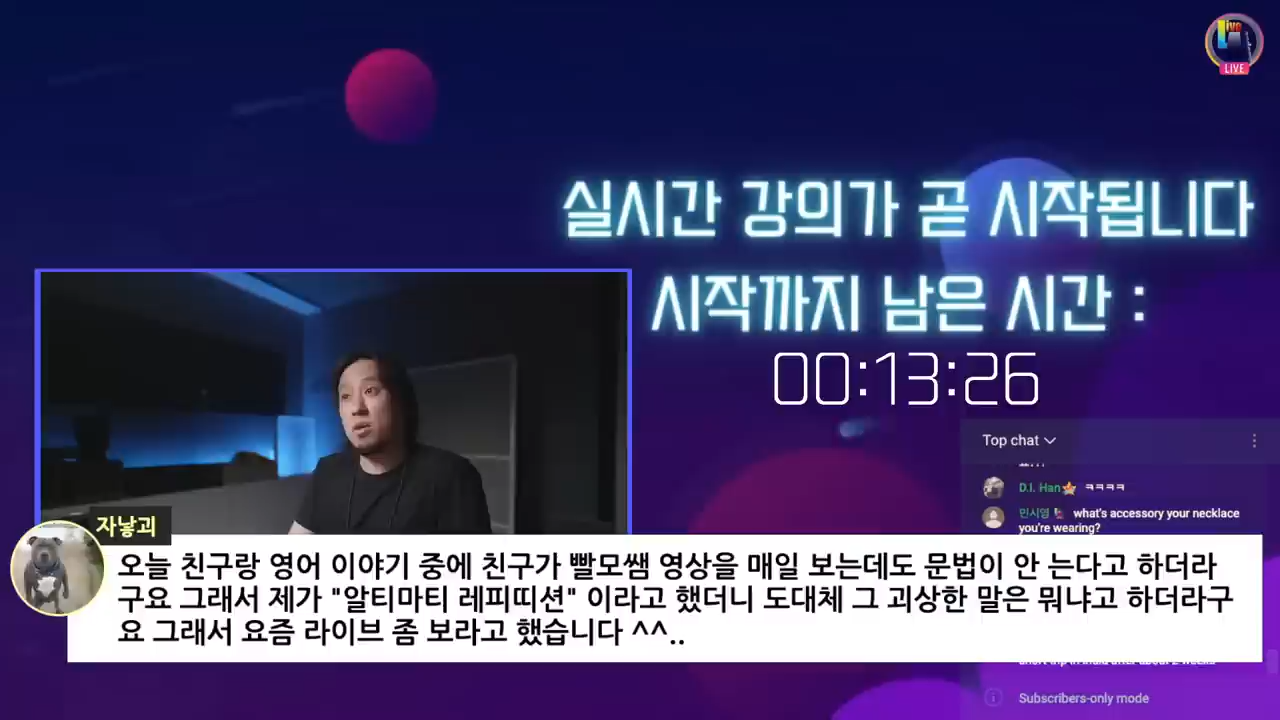 Live
LIVE
실시간 강의가 곧 시작됩니다
시작까지 남은 시간 :
00:13:26
Top chat
D.I. Han ㅋㅋㅋㅋ
민시영 what's accessory your necklace
you're wearing?
자낳괴
오늘 친구랑 영어 이야기 중에 친구가 빨모쌤 영상을 매일 보는데도 문법이 안 는다고 하더라
구요 그래서 제가 "알티마티 레피띠션" 이라고 했더니 도대체 그 괴상한 말은 뭐냐고 하더라구
요 그래서 요즘 라이브 좀 보라고 했습니다 ^^..
Subscribers-only mode